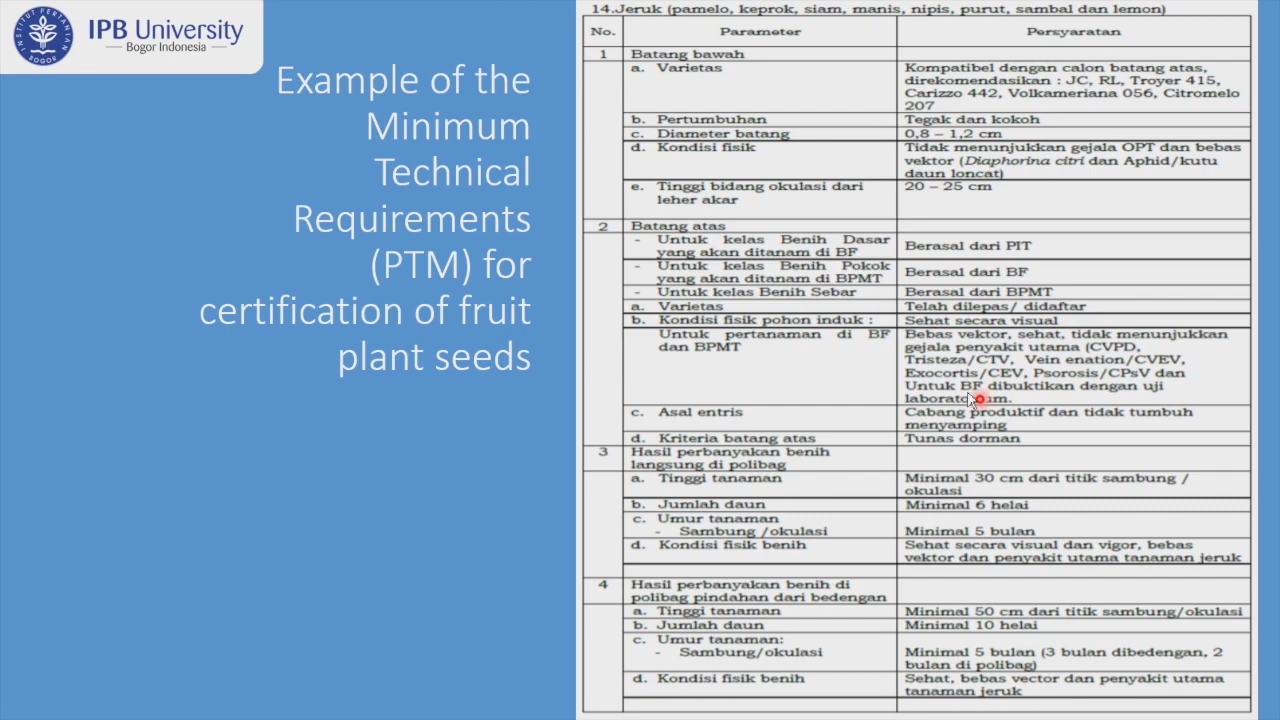 INSTITUT PERTANIAN
BOGOR
IPB University
Bogor Indonesia
Example of the
Minimum
Technical
Requirements
(PTM) for
certification of fruit
plant seeds
14.Jeruk (pamelo, keprok, siam, manis, nipis, purut, sambal dan lemon)
No. Parameter Persyaratan
1 Batang bawah
a. Varietas Kompatibel dengan calon batang atas,
direkomendasikan : JC, RL, Troyer 415,
Carizzo 442, Volkameriana 056, Citromelo
207
b. Pertumbuhan Tegak dan kokoh
c. Diameter batang 0,8 – 1,2 cm
d. Kondisi fisik Tidak menunjukkan gejala OPT dan bebas
vektor (Diaphorina citri dan Aphid/kutu
daun loncat)
e. Tinggi bidang okulasi dari 20 – 25 cm
leher akar
2 Batang atas
- Untuk kelas Benih Dasar
yang akan ditanam di BF Berasal dari PIT
- Untuk kelas Benih Pokok
yang akan ditanam di BPMT Berasal dari BF
- Untuk kelas Benih Sebar Berasal dari BPMT
a. Varietas Telah dilepas/ didaftar
b. Kondisi fisik pohon induk : Sehat secara visual
Untuk pertanaman di BF Bebas vektor, sehat, tidak menunjukkan
dan BPMT gejala penyakit utama (CVPD,
Tristeza/CTV, Vein enation/CVEV,
Exocortis/CEV, Psorosis/CPsV dan
Untuk BF dibuktikan dengan uji
laboratorium.
c. Asal entris Cabang produktif dan tidak tumbuh
menyamping
d. Kriteria batang atas Tunas dorman
3 Hasil perbanyakan benih
langsung di polibag
a. Tinggi tanaman Minimal 30 cm dari titik sambung /
okulasi
b. Jumlah daun Minimal 6 helai
c. Umur tanaman
- Sambung /okulasi Minimal 5 bulan
d. Kondisi fisik benih Sehat secara visual dan vigor, bebas
vektor dan penyakit utama tanaman jeruk
4 Hasil perbanyakan benih di
polibag pindahan dari bedengan
a. Tinggi tanaman Minimal 50 cm dari titik sambung/okulasi
b. Jumlah daun Minimal 10 helai
c. Umur tanaman:
- Sambung/okulasi Minimal 5 bulan (3 bulan dibedengan, 2
bulan di polibag)
d. Kondisi fisik benih Sehat, bebas vector dan penyakit utama
tanaman jeruk